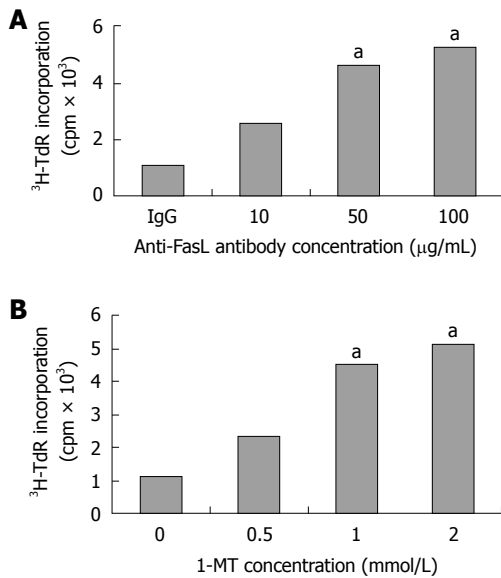 A
³H-TdR incorporation
(cpm × 10³)
6
4
2
0
a
a
IgG 10 50 100
Anti-FasL antibody concentration (μg/mL)
B
³H-TdR incorporation
(cpm × 10³)
6
5
4
3
2
1
0
a
a
0 0.5 1 2
1-MT concentration (mmol/L)